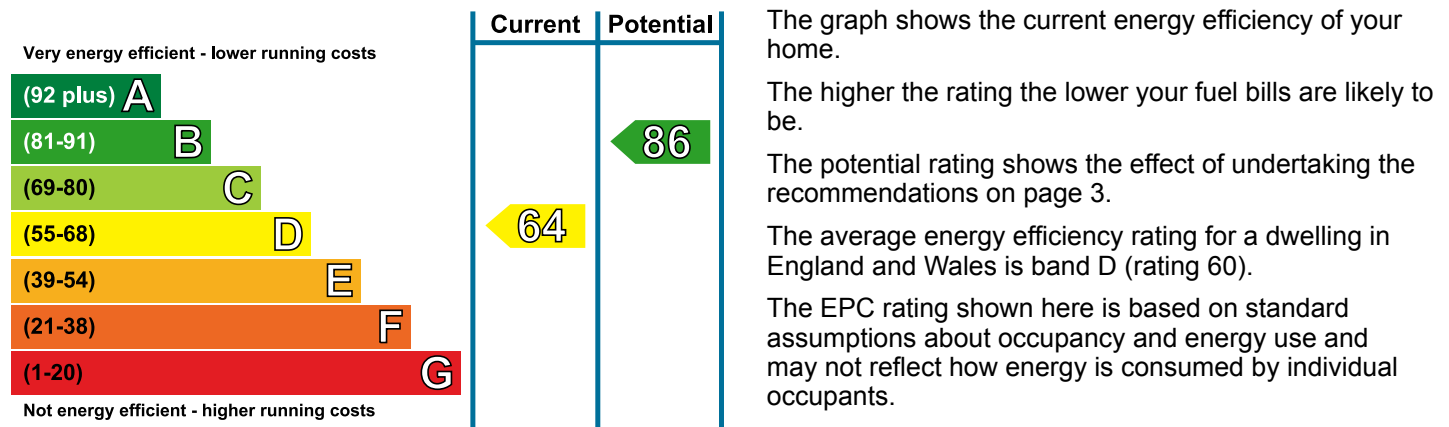 Current Potential
Very energy efficient - lower running costs
(92 plus) A
(81-91) B
86
(69-80) C
(55-68) D
64
(39-54) E
(21-38) F
(1-20) G
Not energy efficient - higher running costs
The graph shows the current energy efficiency of your
home.
The higher the rating the lower your fuel bills are likely to
be.
The potential rating shows the effect of undertaking the
recommendations on page 3.
The average energy efficiency rating for a dwelling in
England and Wales is band D (rating 60).
The EPC rating shown here is based on standard
assumptions about occupancy and energy use and
may not reflect how energy is consumed by individual
occupants.